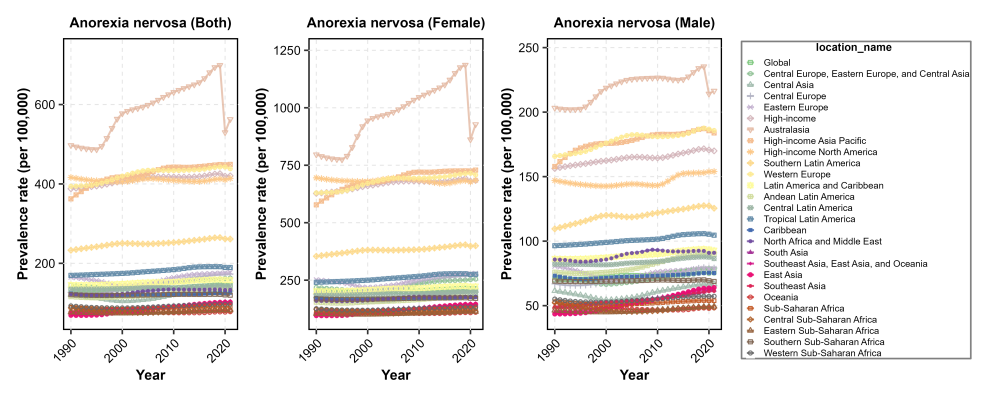 Anorexia nervosa (Both)
Prevalence rate (per 100,000)
600
400
200
1990
2000
2010
2020
Year
Anorexia nervosa (Female)
Prevalence rate (per 100,000)
1250
1000
750
500
250
1990
2000
2010
2020
Year
Anorexia nervosa (Male)
Prevalence rate (per 100,000)
250
200
150
100
50
1990
2000
2010
2020
Year
location_name
Global
Central Europe, Eastern Europe, and Central Asia
Central Asia
Central Europe
Eastern Europe
High-income
Australasia
High-income Asia Pacific
High-income North America
Southern Latin America
Western Europe
Latin America and Caribbean
Andean Latin America
Central Latin America
Tropical Latin America
Caribbean
North Africa and Middle East
South Asia
Southeast Asia, East Asia, and Oceania
East Asia
Southeast Asia
Oceania
Sub-Saharan Africa
Central Sub-Saharan Africa
Eastern Sub-Saharan Africa
Southern Sub-Saharan Africa
Western Sub-Saharan Africa